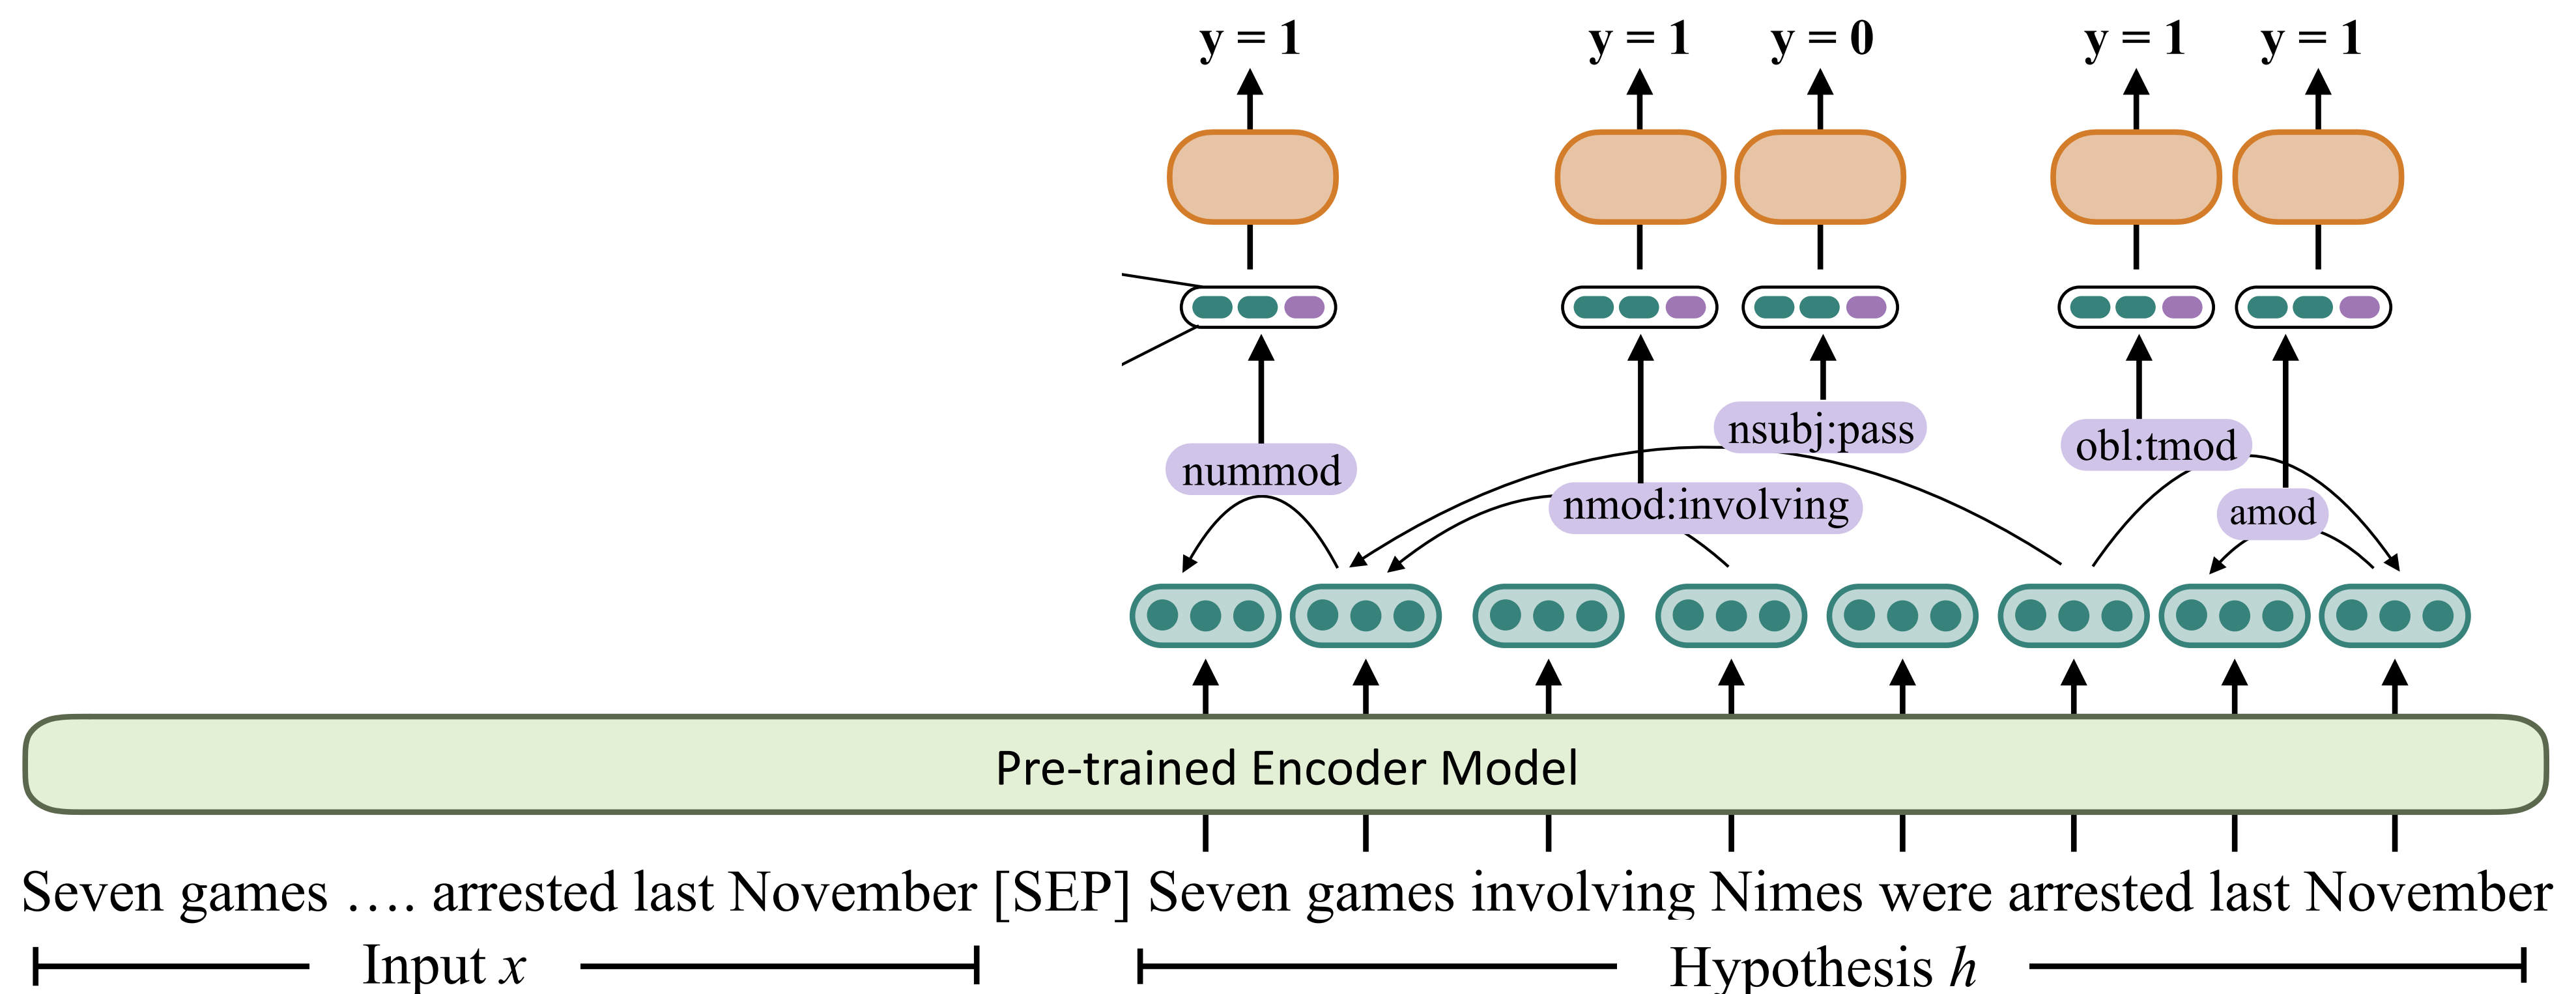 y = 1 y = 1 y = 0 y = 1 y = 1
nsubj:pass
obl:tmod
nummod
nmod:involving
amod
Pre-trained Encoder Model
Seven games …. arrested last November [SEP] Seven games involving Nimes were arrested last November
Input x Hypothesis h